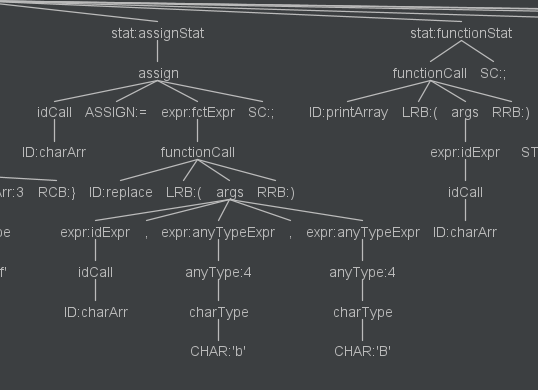 stat:assignStat stat:functionStat
assign functionCall SC:;
idCall ASSIGN:= expr:fctExpr SC:; ID:printArray LRB:( args RRB:)
ID:charArr functionCall expr:idExpr ST
rr:3 RCB:} ID:replace LRB:( args RRB:) idCall
pe expr:idExpr , expr:anyTypeExpr , expr:anyTypeExpr ID:charArr
f' idCall anyType:4 anyType:4
ID:charArr charType charType
CHAR:'b' CHAR:'B'